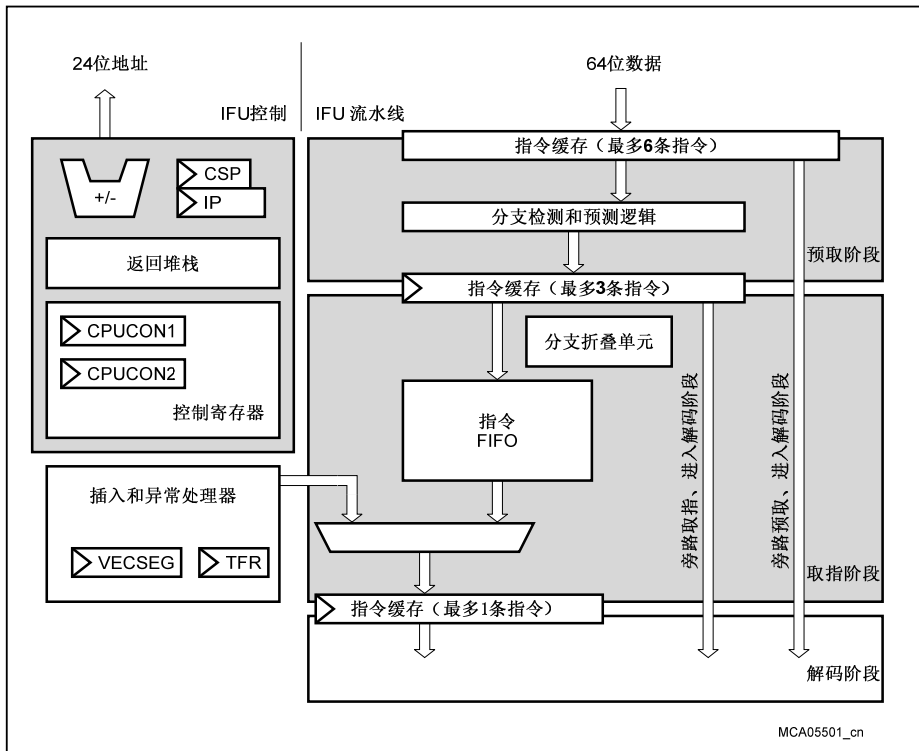 24位地址
64位数据
IFU控制
IFU 流水线
指令缓存（最多6条指令）
+/-
CSP
IP
分支检测和预测逻辑
预取阶段
返回堆栈
指令缓存（最多3条指令）
分支折叠单元
CPUCON1
CPUCON2
控制寄存器
指令
FIFO
旁路取指、进入解码阶段
旁路预取、进入解码阶段
插入和异常处理器
VECSEG
TFR
取指阶段
指令缓存（最多1条指令）
解码阶段
MCA05501_cn